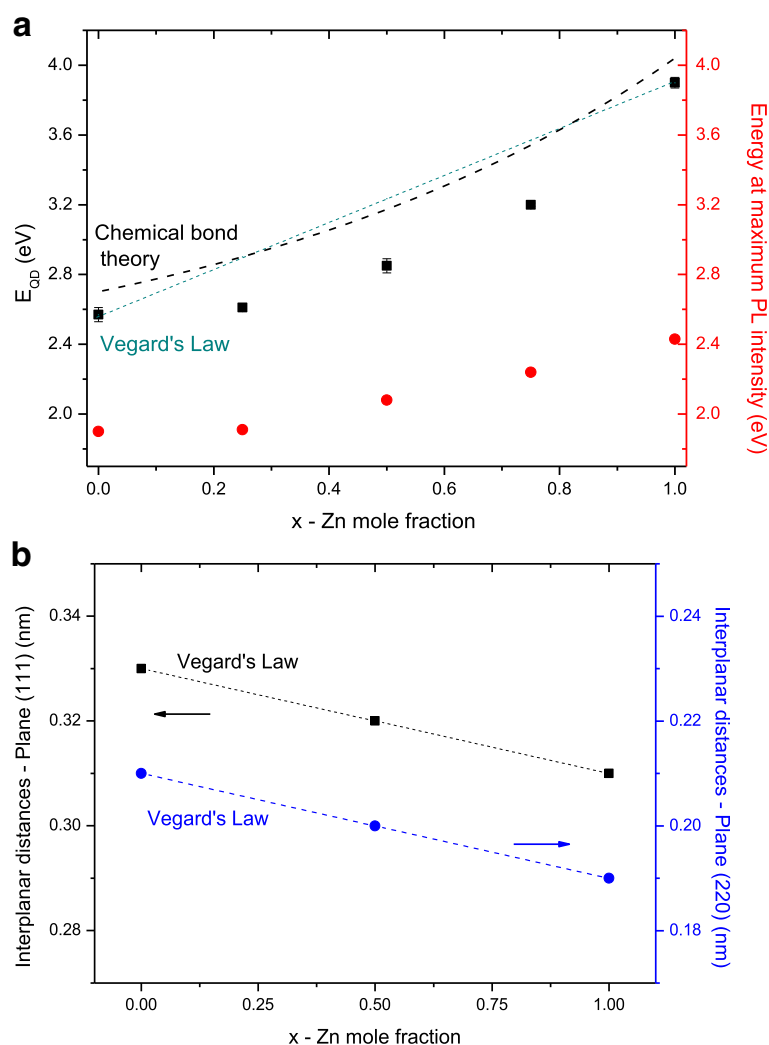 a
4.0
3.6
3.2
2.8
2.4
2.0
E_QD (eV)
Chemical bond
theory
Vegard's Law
4.0
3.6
3.2
2.8
2.4
2.0
Energy at
maximum PL
intensity (eV)
0.0
0.2
0.4
0.6
0.8
1.0
x - Zn mole fraction
b
0.34
0.32
0.30
0.28
Interplanar distances - Plane (111) (nm)
Vegard's Law
Vegard's Law
0.24
0.22
0.20
0.18
Interplanar distances - Plane (220) (nm)
0.00
0.25
0.50
0.75
1.00
x - Zn mole fraction